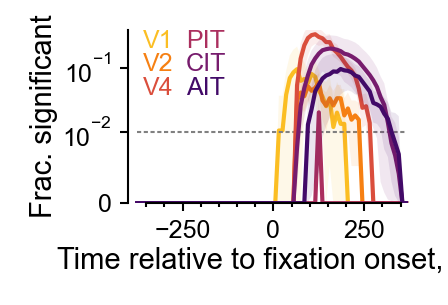 Frac. significant
V1 PIT
V2 CIT
V4 AIT
10⁻¹
10⁻²
0
−250 0 250
Time relative to fixation onset,